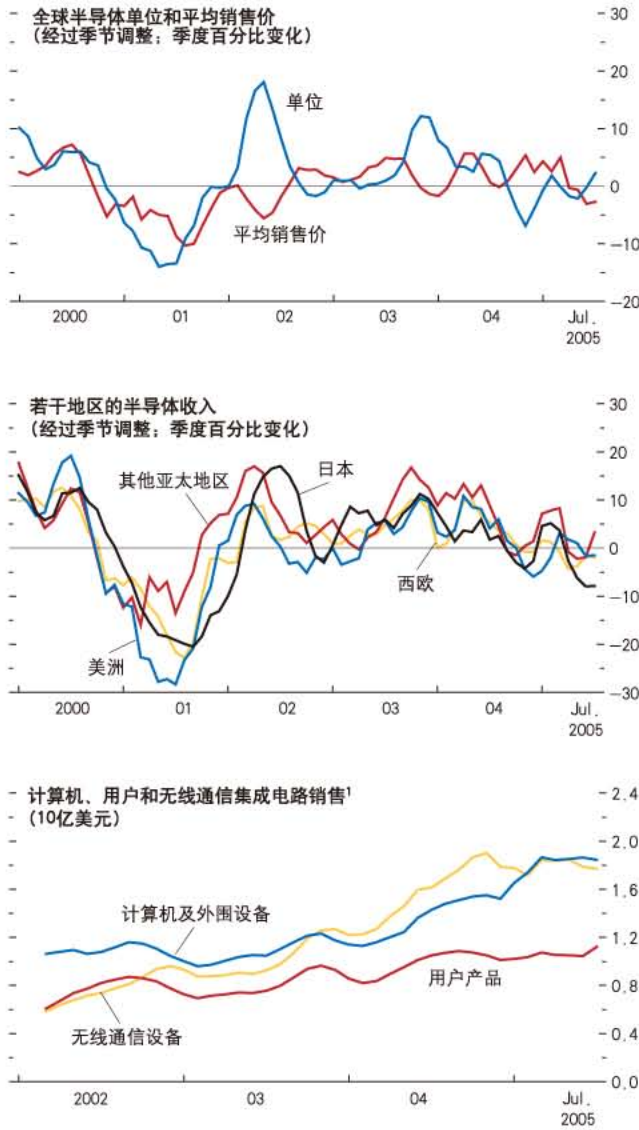 全球半导体单位和平均销售价
(经过季节调整；季度百分比变化)
30
20
单位
10
0
平均销售价
-10
-20
2000 01 02 03 04 Jul.
2005
若干地区的半导体收入
(经过季节调整；季度百分比变化)
30
20
其他亚太地区
日本
10
0
西欧
-10
美洲
-20
-30
2000 01 02 03 04 Jul.
2005
计算机、用户和无线通信集成电路销售1
(10亿美元)
2.4
2.0
1.6
计算机及外围设备
1.2
用户产品
0.8
无线通信设备
0.4
0.0
2002 03 04 Jul.
2005